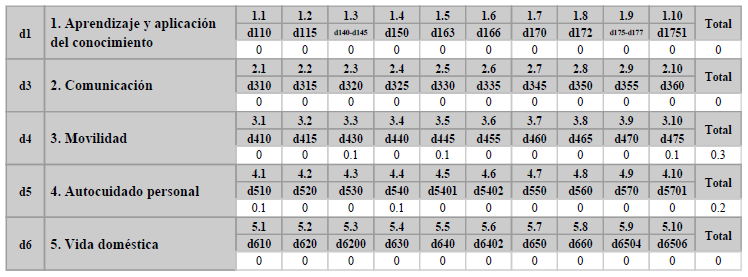 d1 1. Aprendizaje y aplicación del conocimiento 1.1 1.2 1.3 1.4 1.5 1.6 1.7 1.8 1.9 1.10 Total
d110 d115 d140-d145 d150 d163 d166 d170 d172 d175-d177 d1751
0 0 0 0 0 0 0 0 0 0 0
d3 2. Comunicación 2.1 2.2 2.3 2.4 2.5 2.6 2.7 2.8 2.9 2.10 Total
d310 d315 d320 d325 d330 d335 d345 d350 d355 d360
0 0 0 0 0 0 0 0 0 0 0
d4 3. Movilidad 3.1 3.2 3.3 3.4 3.5 3.6 3.7 3.8 3.9 3.10 Total
d410 d415 d430 d440 d445 d455 d460 d465 d470 d475
0 0 0.1 0 0.1 0 0 0 0 0.1 0.3
d5 4. Autocuidado personal 4.1 4.2 4.3 4.4 4.5 4.6 4.7 4.8 4.9 4.10 Total
d510 d520 d530 d540 d5401 d5402 d550 d560 d570 d5701
0.1 0 0 0.1 0 0 0 0 0 0 0.2
d6 5. Vida doméstica 5.1 5.2 5.3 5.4 5.5 5.6 5.7 5.8 5.9 5.10 Total
d610 d620 d6200 d630 d640 d6402 d650 d660 d6504 d6506
0 0 0 0 0 0 0 0 0 0 0